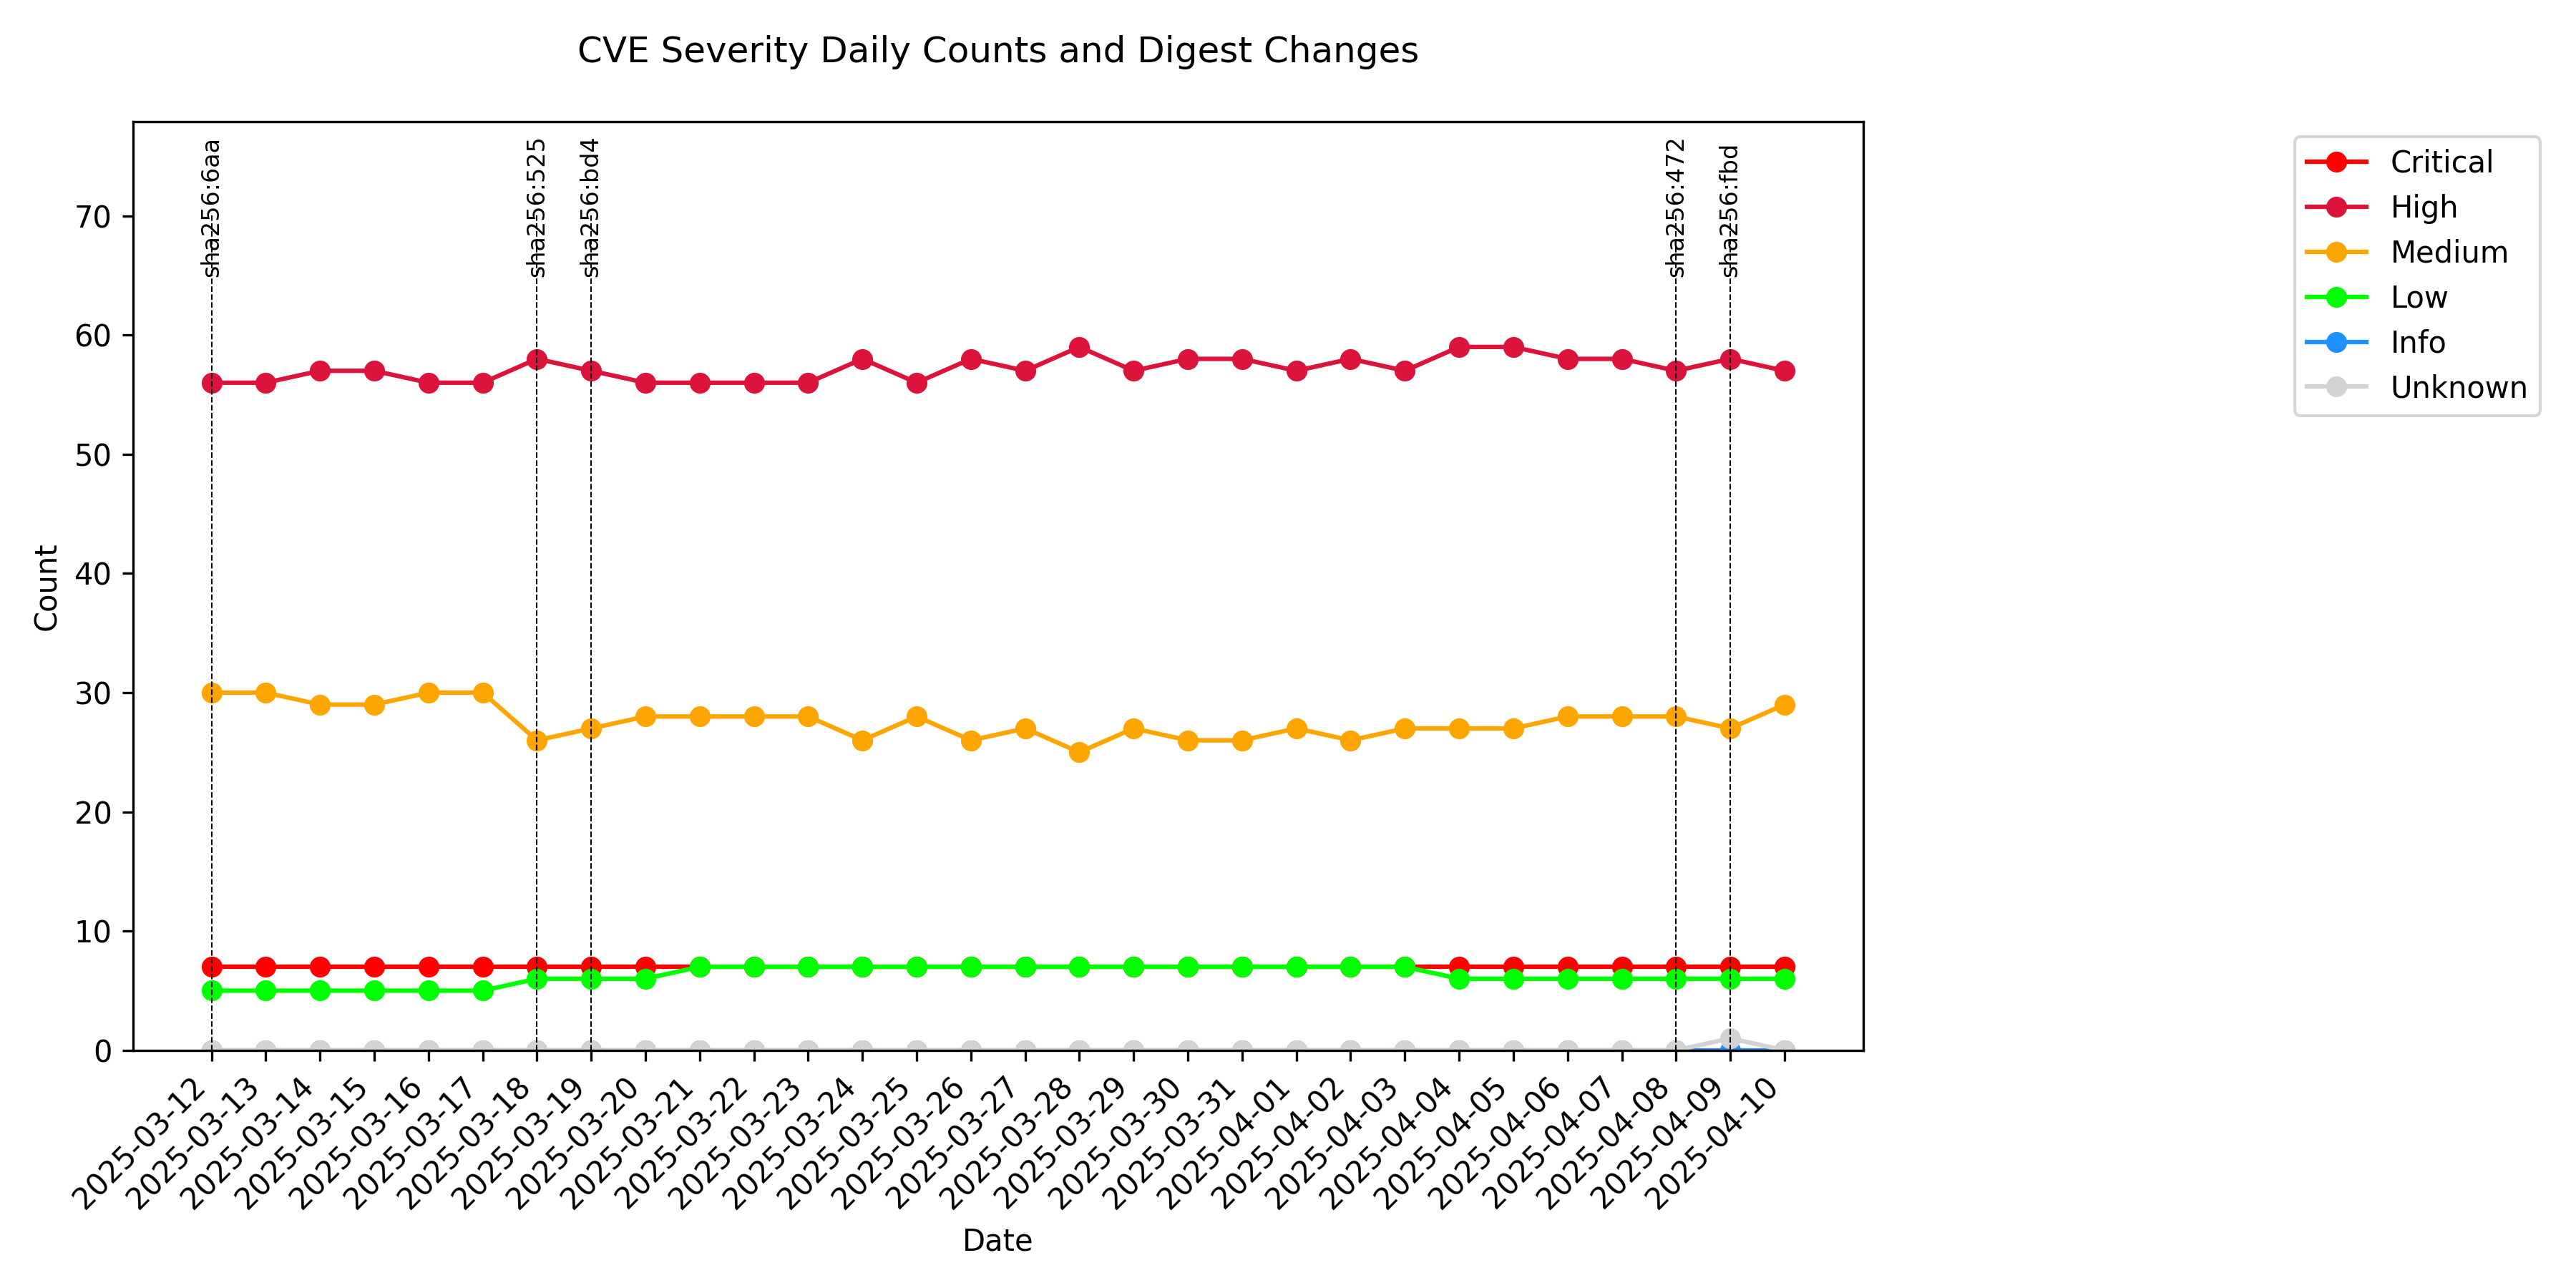 CVE Severity Daily Counts and Digest Changes
sha256:6aa
sha256:525
sha256:bd4
sha256:472
sha256:fbd
Critical
High
Medium
Low
Info
Unknown
70
60
50
40
30
20
10
0
Count
2025-03-12
2025-03-13
2025-03-14
2025-03-15
2025-03-16
2025-03-17
2025-03-18
2025-03-19
2025-03-20
2025-03-21
2025-03-22
2025-03-23
2025-03-24
2025-03-25
2025-03-26
2025-03-27
2025-03-28
2025-03-29
2025-03-30
2025-03-31
2025-04-01
2025-04-02
2025-04-03
2025-04-04
2025-04-05
2025-04-06
2025-04-07
2025-04-08
2025-04-09
2025-04-10
Date